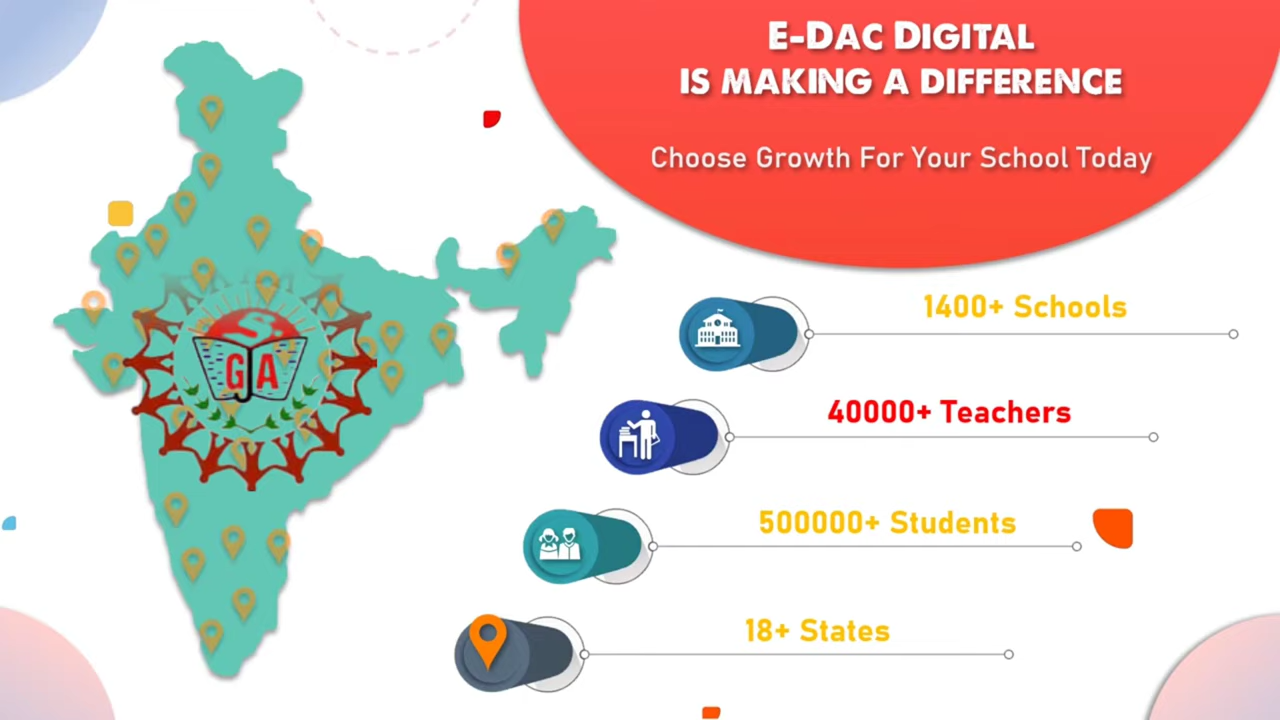 E-DAC DIGITAL
IS MAKING A DIFFERENCE
Choose Growth For Your School Today
1400+ Schools
S.
GJA
40000+ Teachers
500000+ Students
18+ States